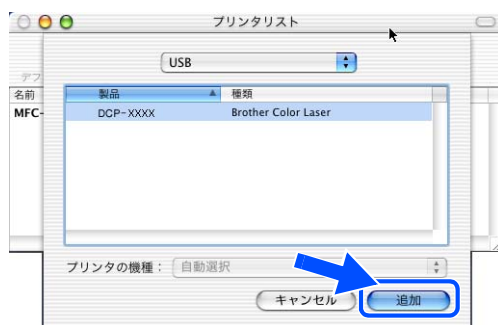 プリンタリスト
USB
デフ
名前
製品 種類
MFC-
DCP-XXXX Brother Color Laser
プリンタの機種： 自動選択
キャンセル 追加